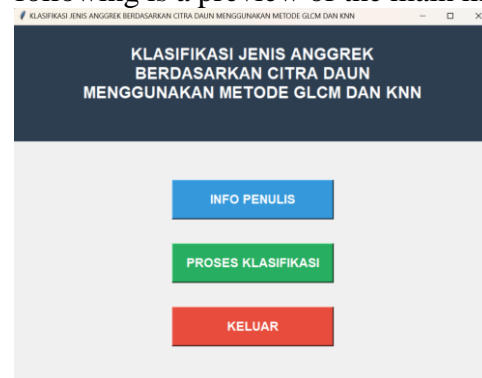 following is a preview of the main
KLASIFIKASI JENIS ANGGREK BERDASARKAN CITRA DAUN MENGGUNAKAN METODE GLCM DAN KNN
KLASIFIKASI JENIS ANGGREK
BERDASARKAN CITRA DAUN
MENGGUNAKAN METODE GLCM DAN KNN
INFO PENULIS
PROSES KLASIFIKASI
KELUAR